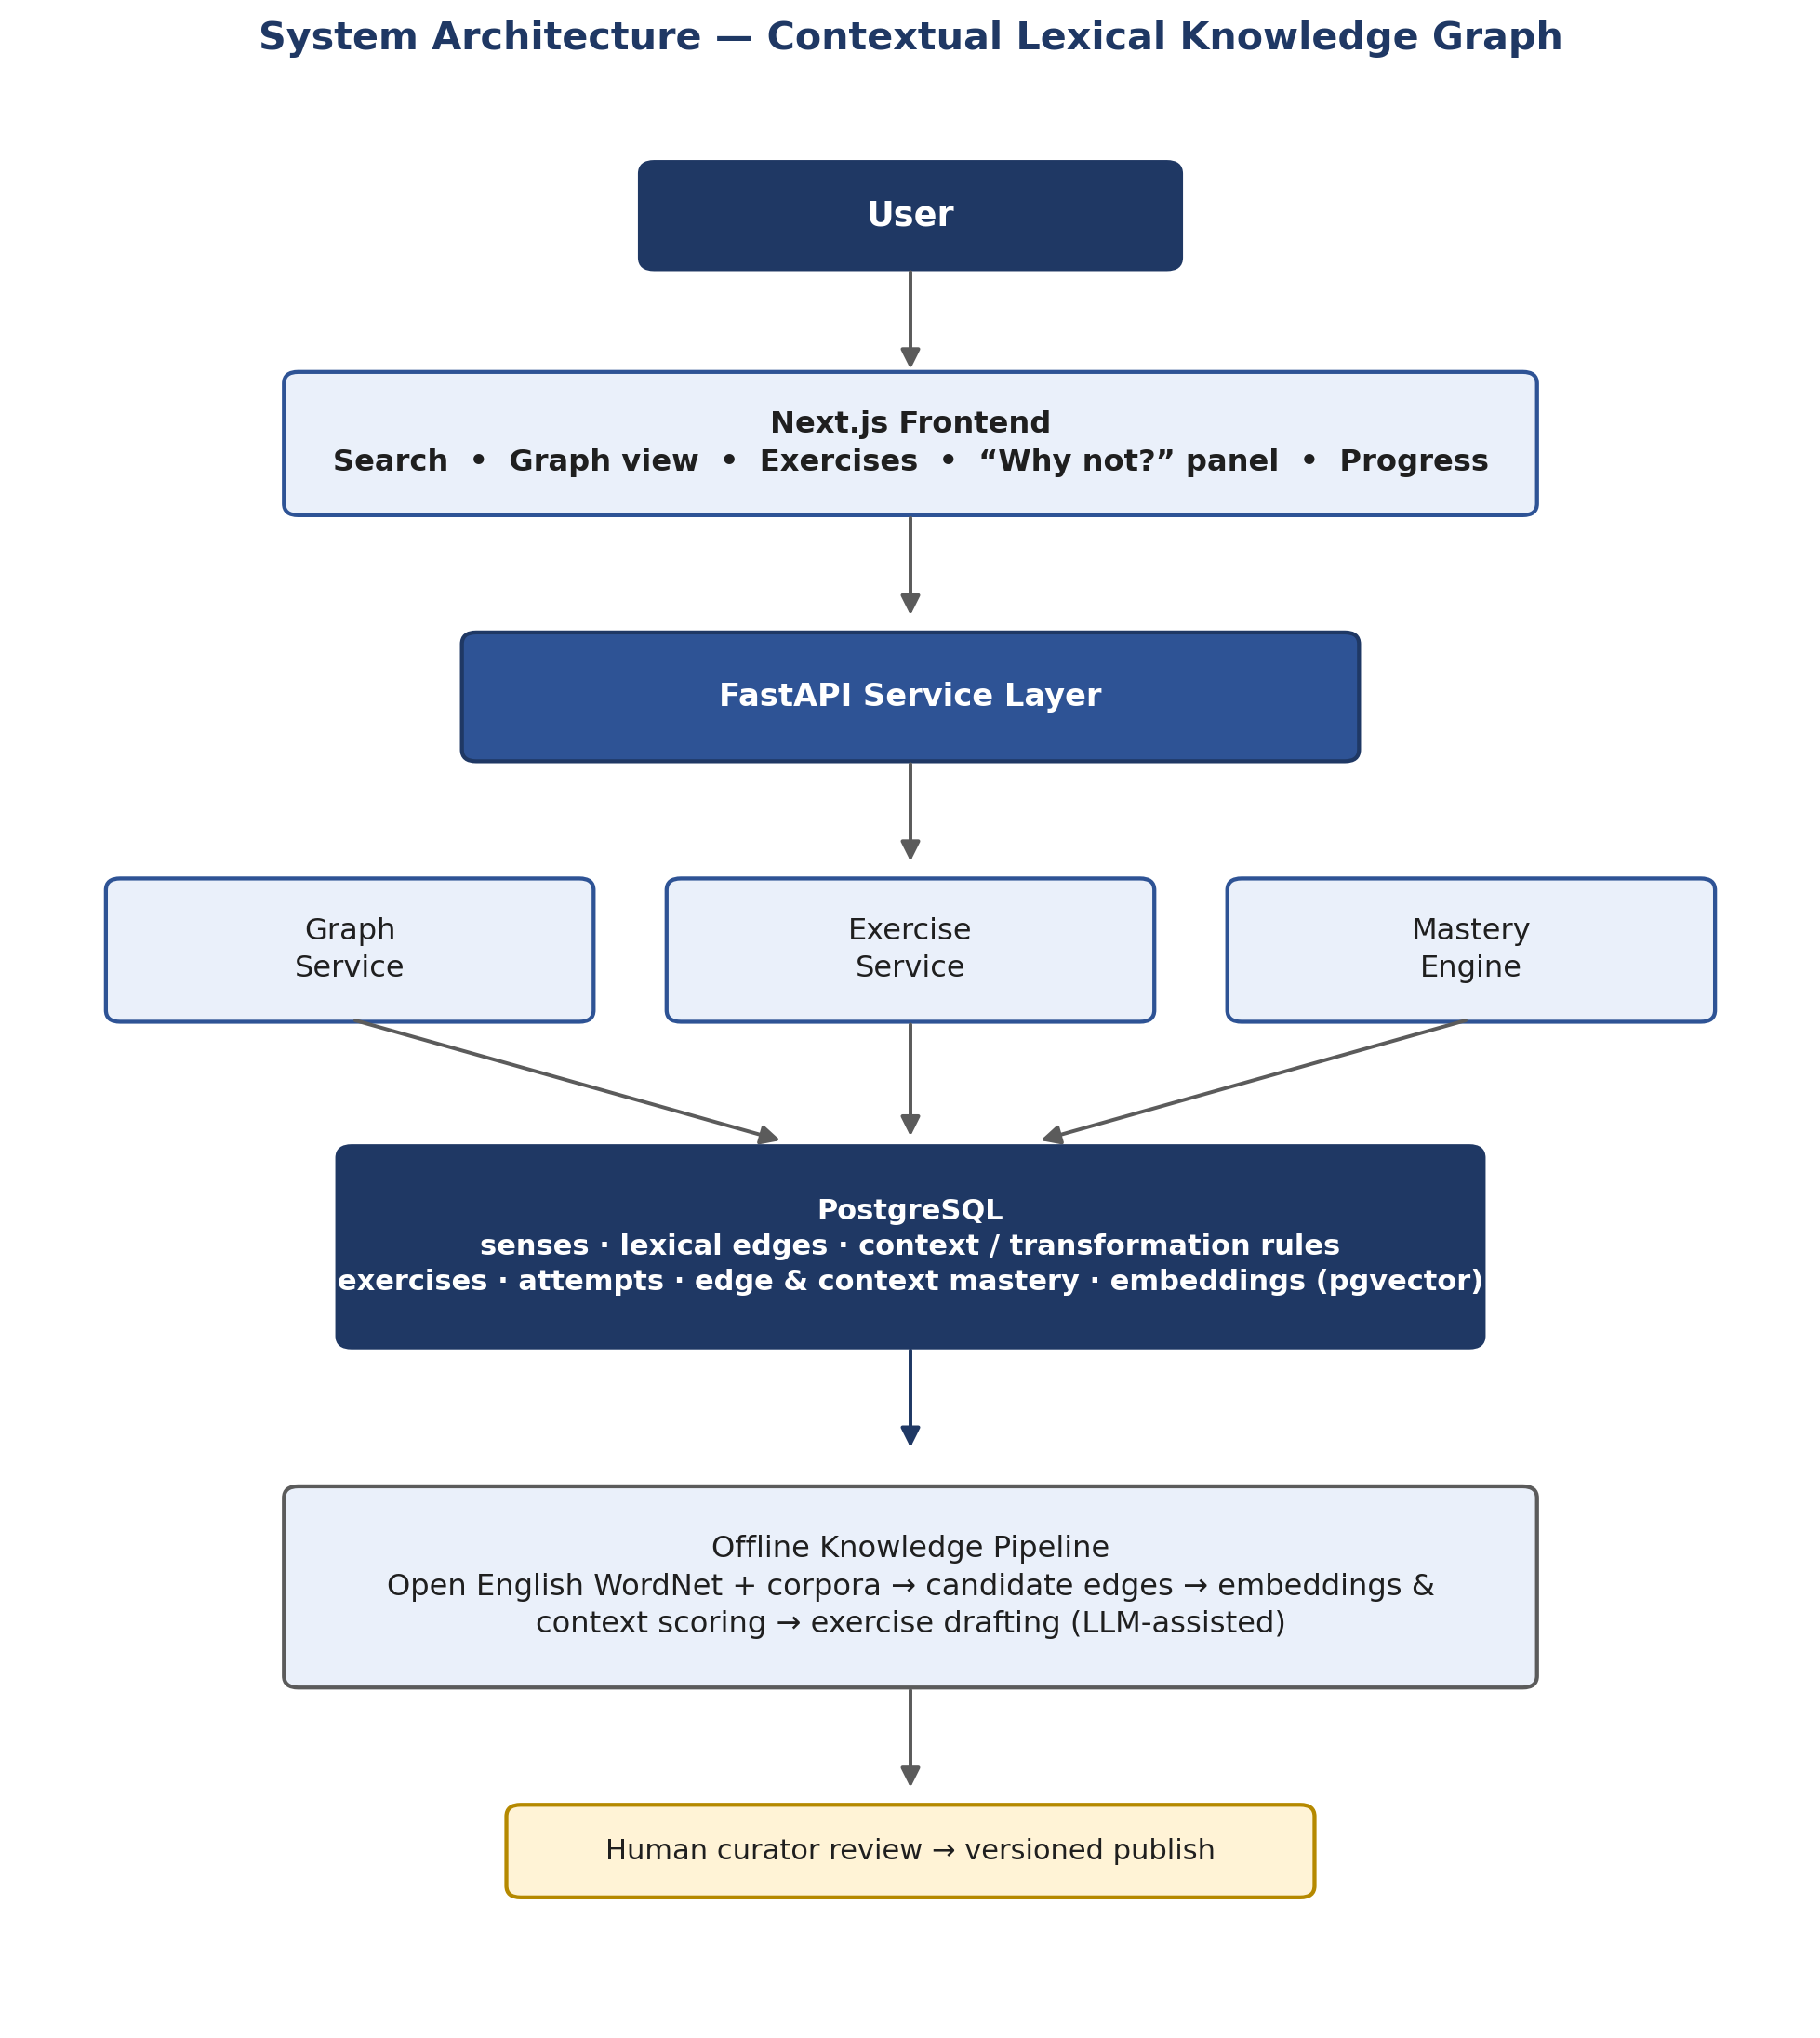 System Architecture — Contextual Lexical Knowledge Graph
User
Next.js Frontend
Search • Graph view • Exercises • “Why not?” panel • Progress
FastAPI Service Layer
Graph
Service
Exercise
Service
Mastery
Engine
PostgreSQL
senses · lexical edges · context / transformation rules
exercises · attempts · edge & context mastery · embeddings (pgvector)
Offline Knowledge Pipeline
Open English WordNet + corpora → candidate edges → embeddings &
context scoring → exercise drafting (LLM-assisted)
Human curator review → versioned publish